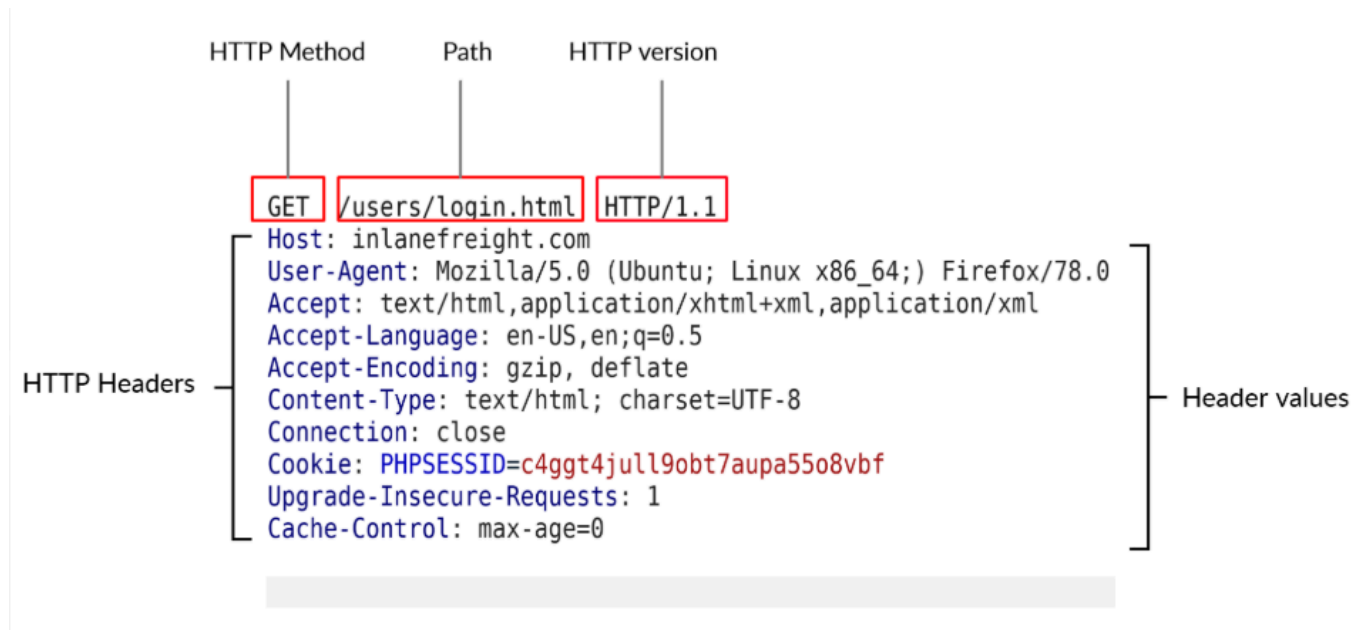 HTTP Method Path HTTP version
GET /users/login.html HTTP/1.1
Host: inlanefreight.com
User-Agent: Mozilla/5.0 (Ubuntu; Linux x86_64;) Firefox/78.0
Accept: text/html,application/xhtml+xml,application/xml
Accept-Language: en-US,en;q=0.5
Accept-Encoding: gzip, deflate
HTTP Headers
Content-Type: text/html; charset=UTF-8
Header values
Connection: close
Cookie: PHPSESSID=c4ggt4jull9obt7aupa55o8vbf
Upgrade-Insecure-Requests: 1
Cache-Control: max-age=0